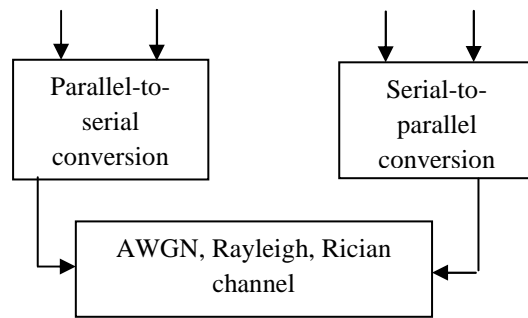 Parallel-to-
serial
conversion
Serial-to-
parallel
conversion
AWGN, Rayleigh, Rician
channel